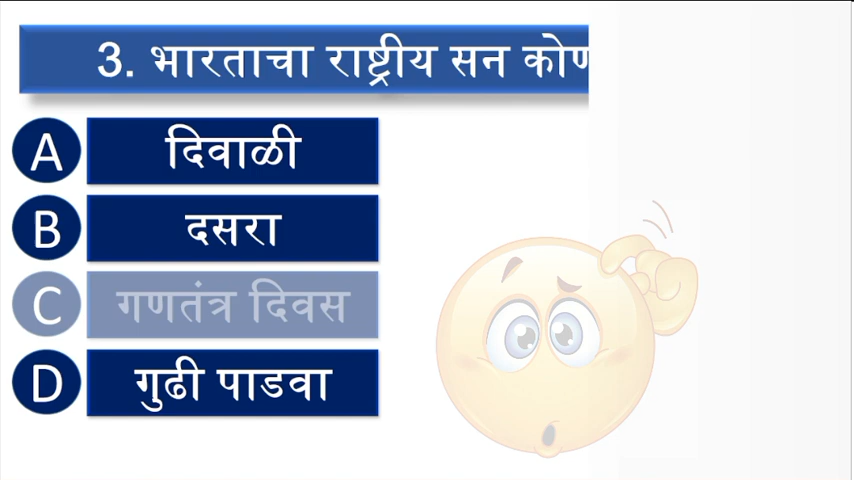 3. भारताचा राष्ट्रीय सन
A दिवाळी
B दसरा
C गणतंत्र दिवस
D गुढी पाडवा